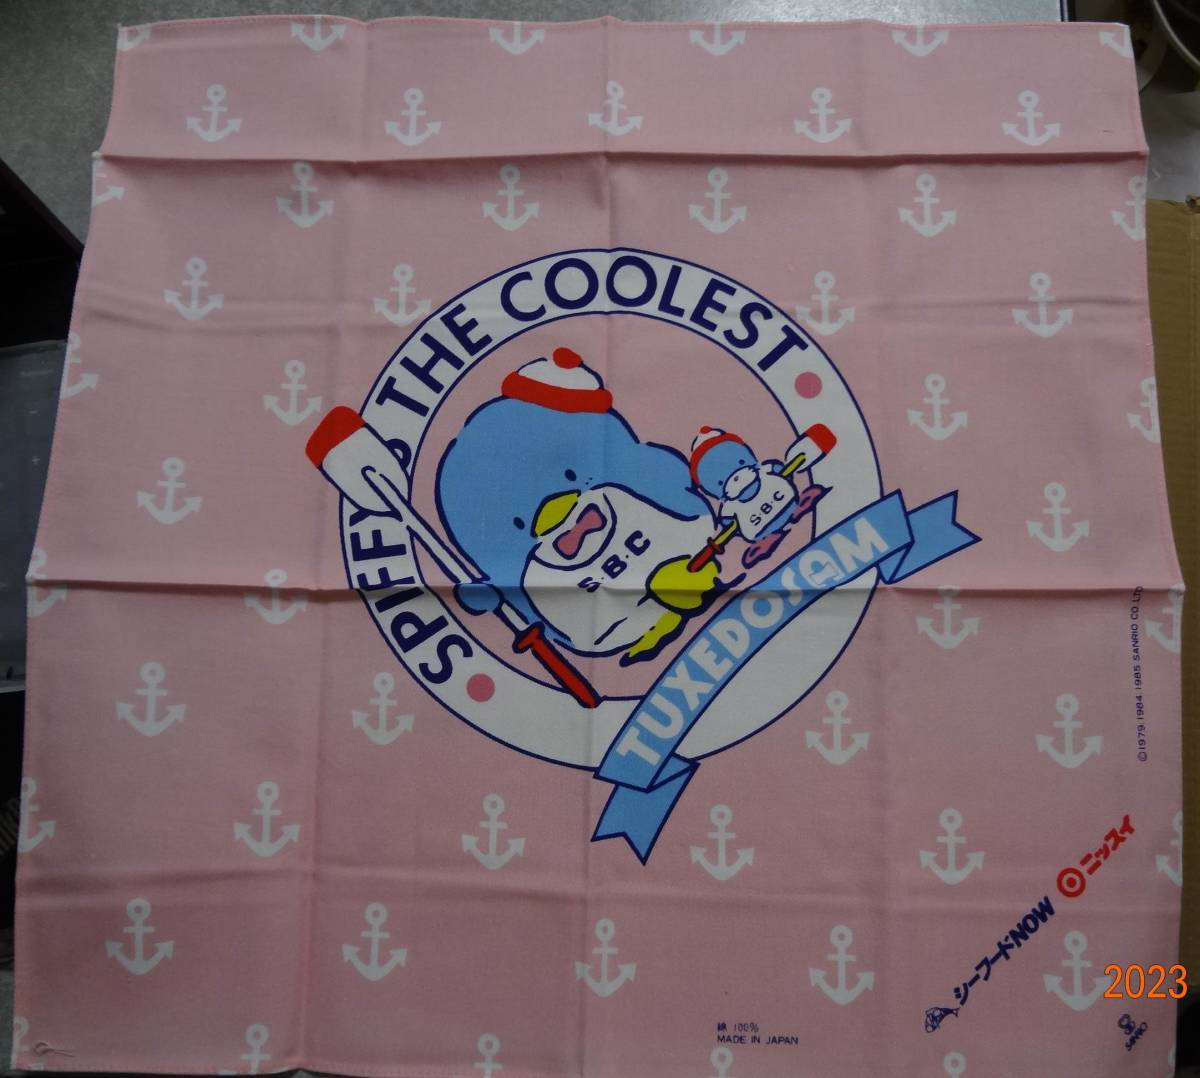 SPIFFY & THE COOLEST
S·B·C
S·B·C
TUXEDOSAM
©1979.1984.1985 SANRIO CO.,LTD
ニッスイ
シーフードNOW
2023
綿 100%
MADE IN JAPAN
SANRIO